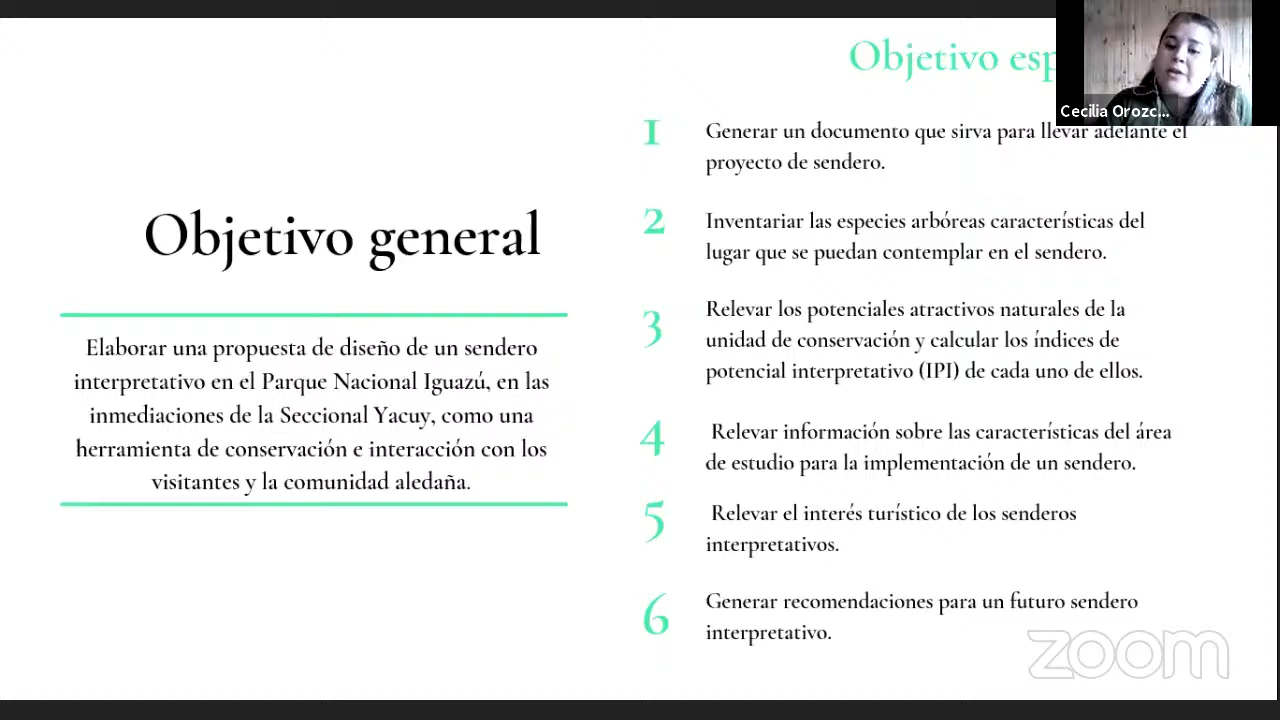 Objetivo general
Elaborar una propuesta de diseño de un sendero
interpretativo en el Parque Nacional Iguazú, en las
inmediaciones de la Seccional Yacuy, como una
herramienta de conservación e interacción con los
visitantes y la comunidad aledaña.
Objetivo esp
1 Generar un documento que sirva para llevar adelante el
proyecto de sendero.
2 Inventariar las especies arbóreas características del
lugar que se puedan contemplar en el sendero.
3 Relevar los potenciales atractivos naturales de la
unidad de conservación y calcular los índices de
potencial interpretativo (IPI) de cada uno de ellos.
4 Relevar información sobre las características del área
de estudio para la implementación de un sendero.
5 Relevar el interés turístico de los senderos
interpretativos.
6 Generar recomendaciones para un futuro sendero
interpretativo.
Cecilia Orozc...
zoom